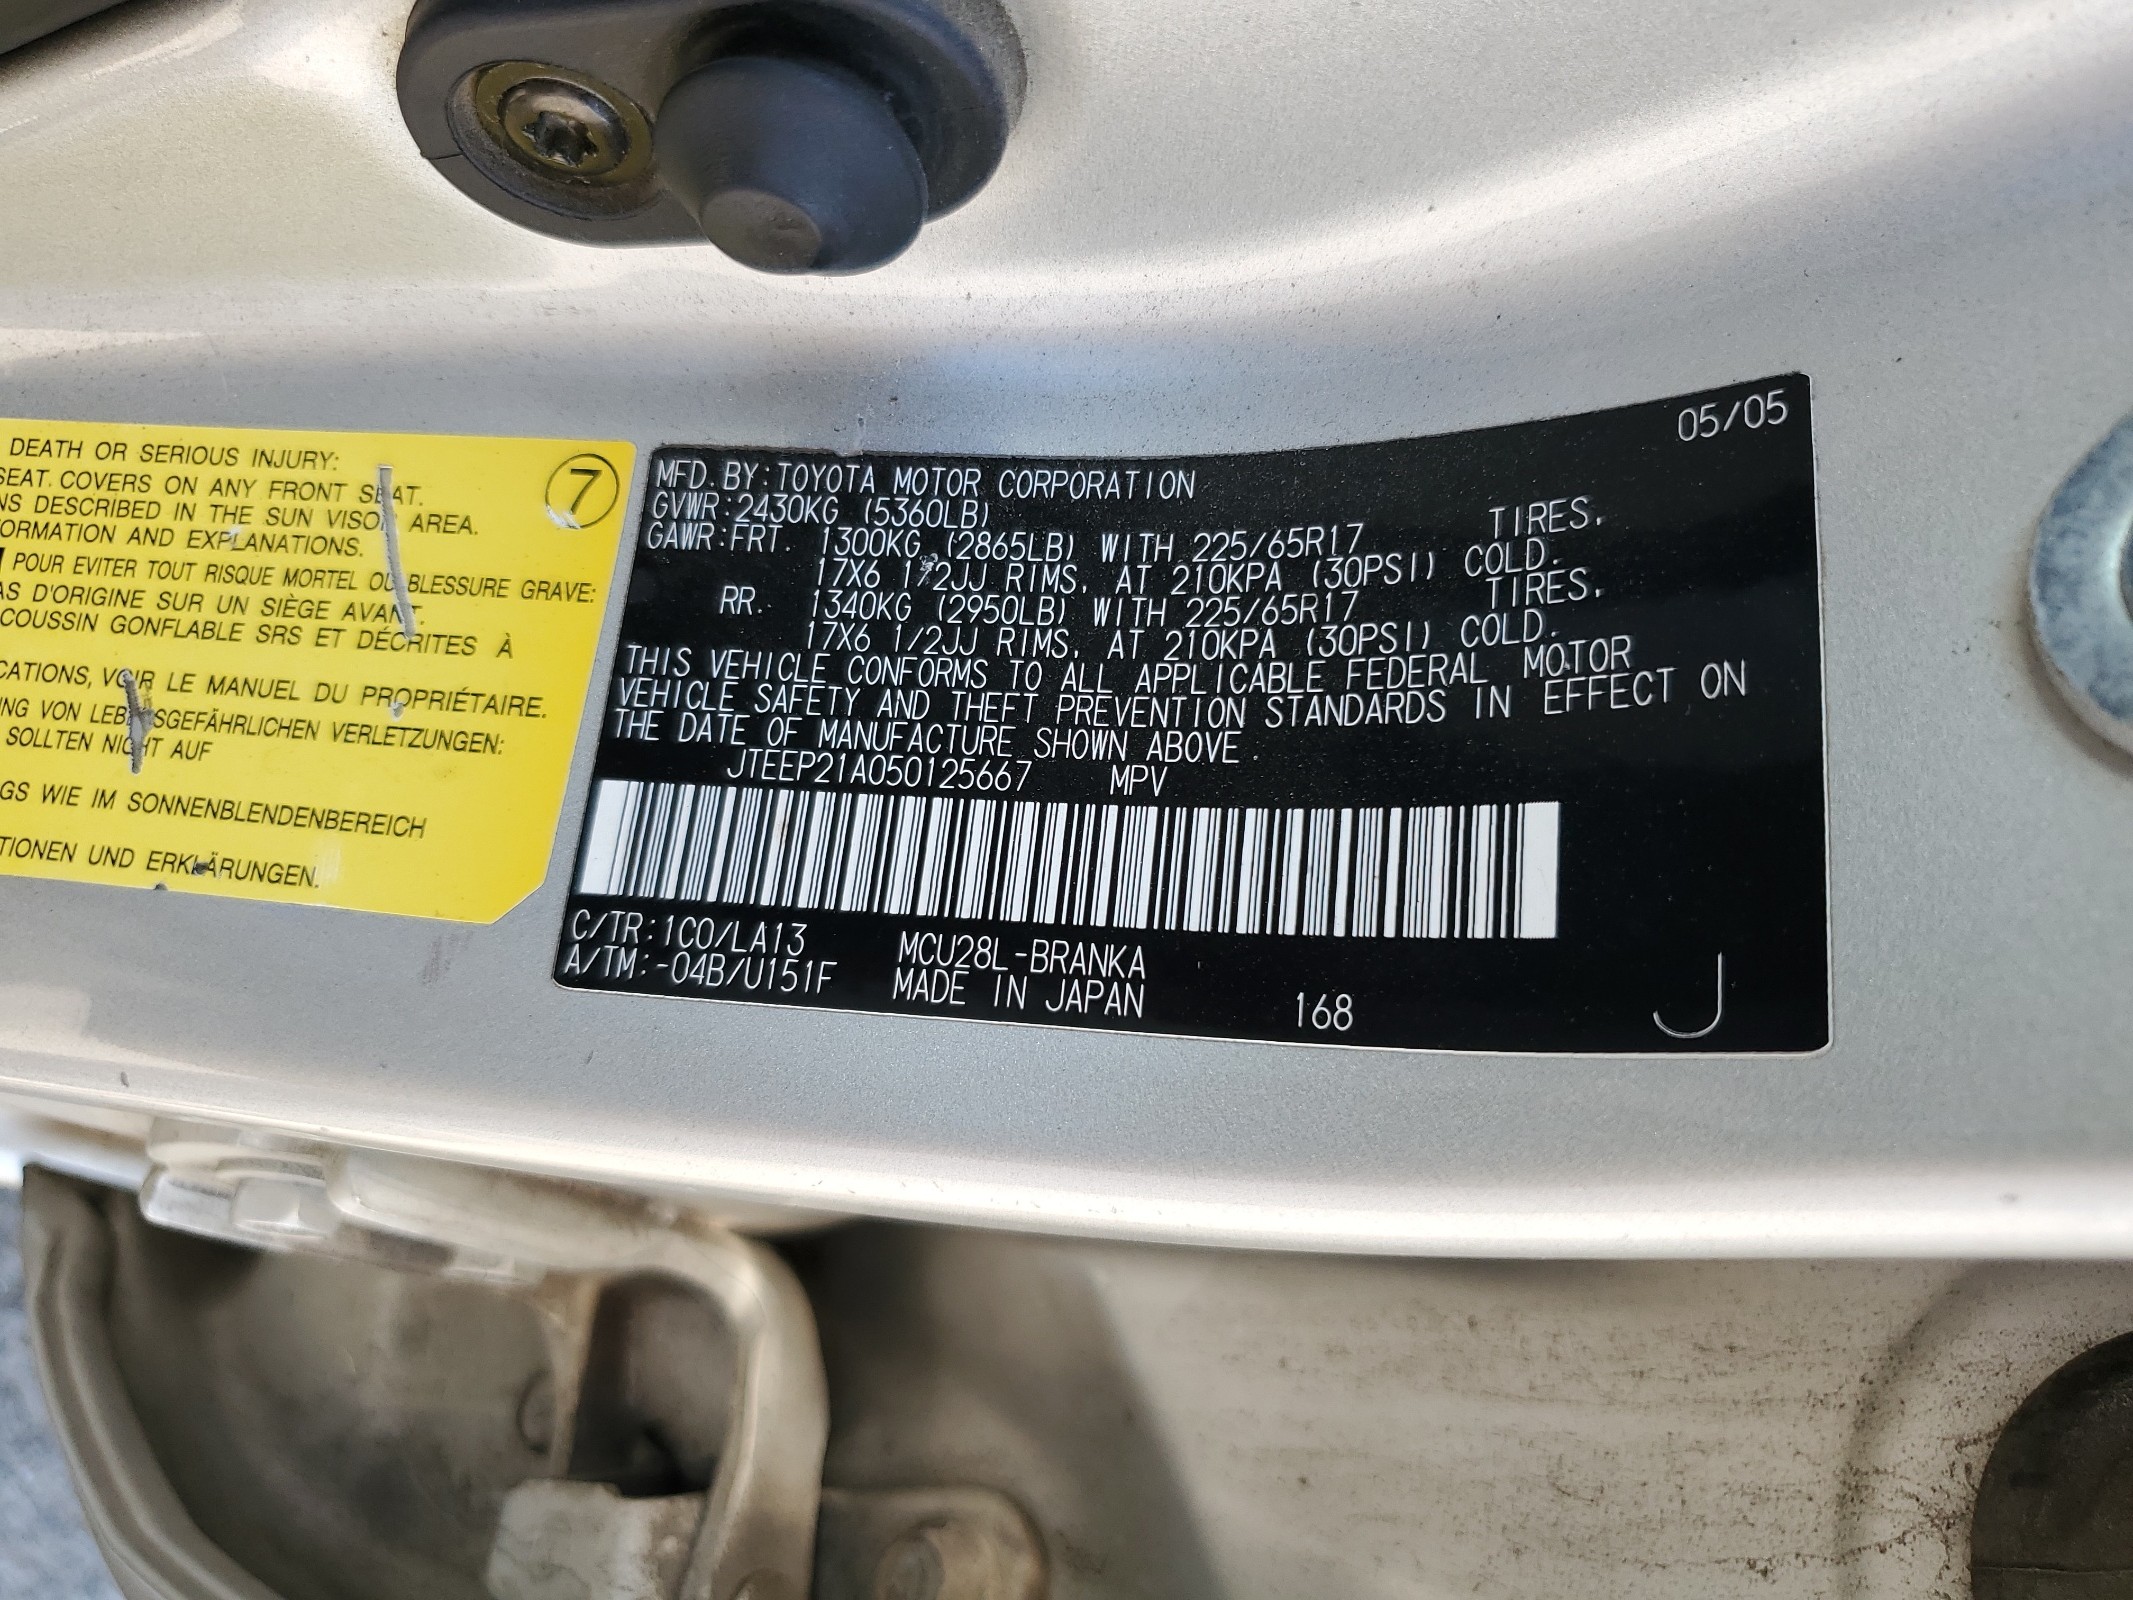 DEATH OR SERIOUS INJURY:
SEAT COVERS ON ANY FRONT SEAT.
NS DESCRIBED IN THE SUN VISOR AREA.
FORMATION AND EXPLANATIONS.
7
POUR EVITER TOUT RISQUE MORTEL OU BLESSURE GRAVE:
AS D'ORIGINE SUR UN SIÈGE AVANT.
COUSSIN GONFLABLE SRS ET DÉCRITES À
CATIONS, VOIR LE MANUEL DU PROPRIÉTAIRE.
NG VON LEBENSGEFÄHRLICHEN VERLETZUNGEN:
SOLLTEN NICHT AUF
GS WIE IM SONNENBLENDENBEREICH
TIONEN UND ERKLÄRUNGEN.
05/05
MFD. BY: TOYOTA MOTOR CORPORATION
GVWR: 2430KG (5360LB)
GAWR: FRT. 1300KG (2865LB) WITH 225/65R17 TIRES.
17X6 1/2JJ RIMS, AT 210KPA (30PSI) COLD.
RR. 1340KG (2950LB) WITH 225/65R17 TIRES.
17X6 1/2JJ RIMS, AT 210KPA (30PSI) COLD.
THIS VEHICLE CONFORMS TO ALL APPLICABLE FEDERAL MOTOR
VEHICLE SAFETY AND THEFT PREVENTION STANDARDS IN EFFECT ON
THE DATE OF MANUFACTURE SHOWN ABOVE.
JTEEP21A050125667 MPV
C/TR: 1C0/LA13 MCU28L-BRANKA
A/TM: -04B/U151F MADE IN JAPAN 168 J